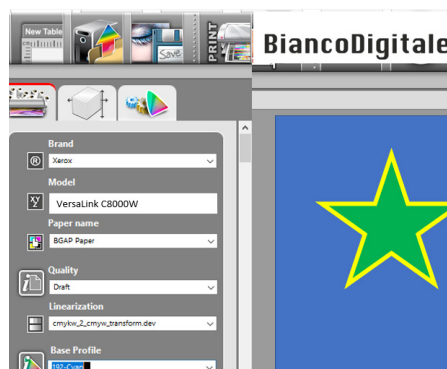 New Table
Save
PRINT
BiancoDigitale
Brand
Xerox
Model
VersaLink C8000W
Paper name
BGAP Paper
Quality
Draft
Linearization
cmykw_2_cmyw_transform.dev
Base Profile
192-Cyan